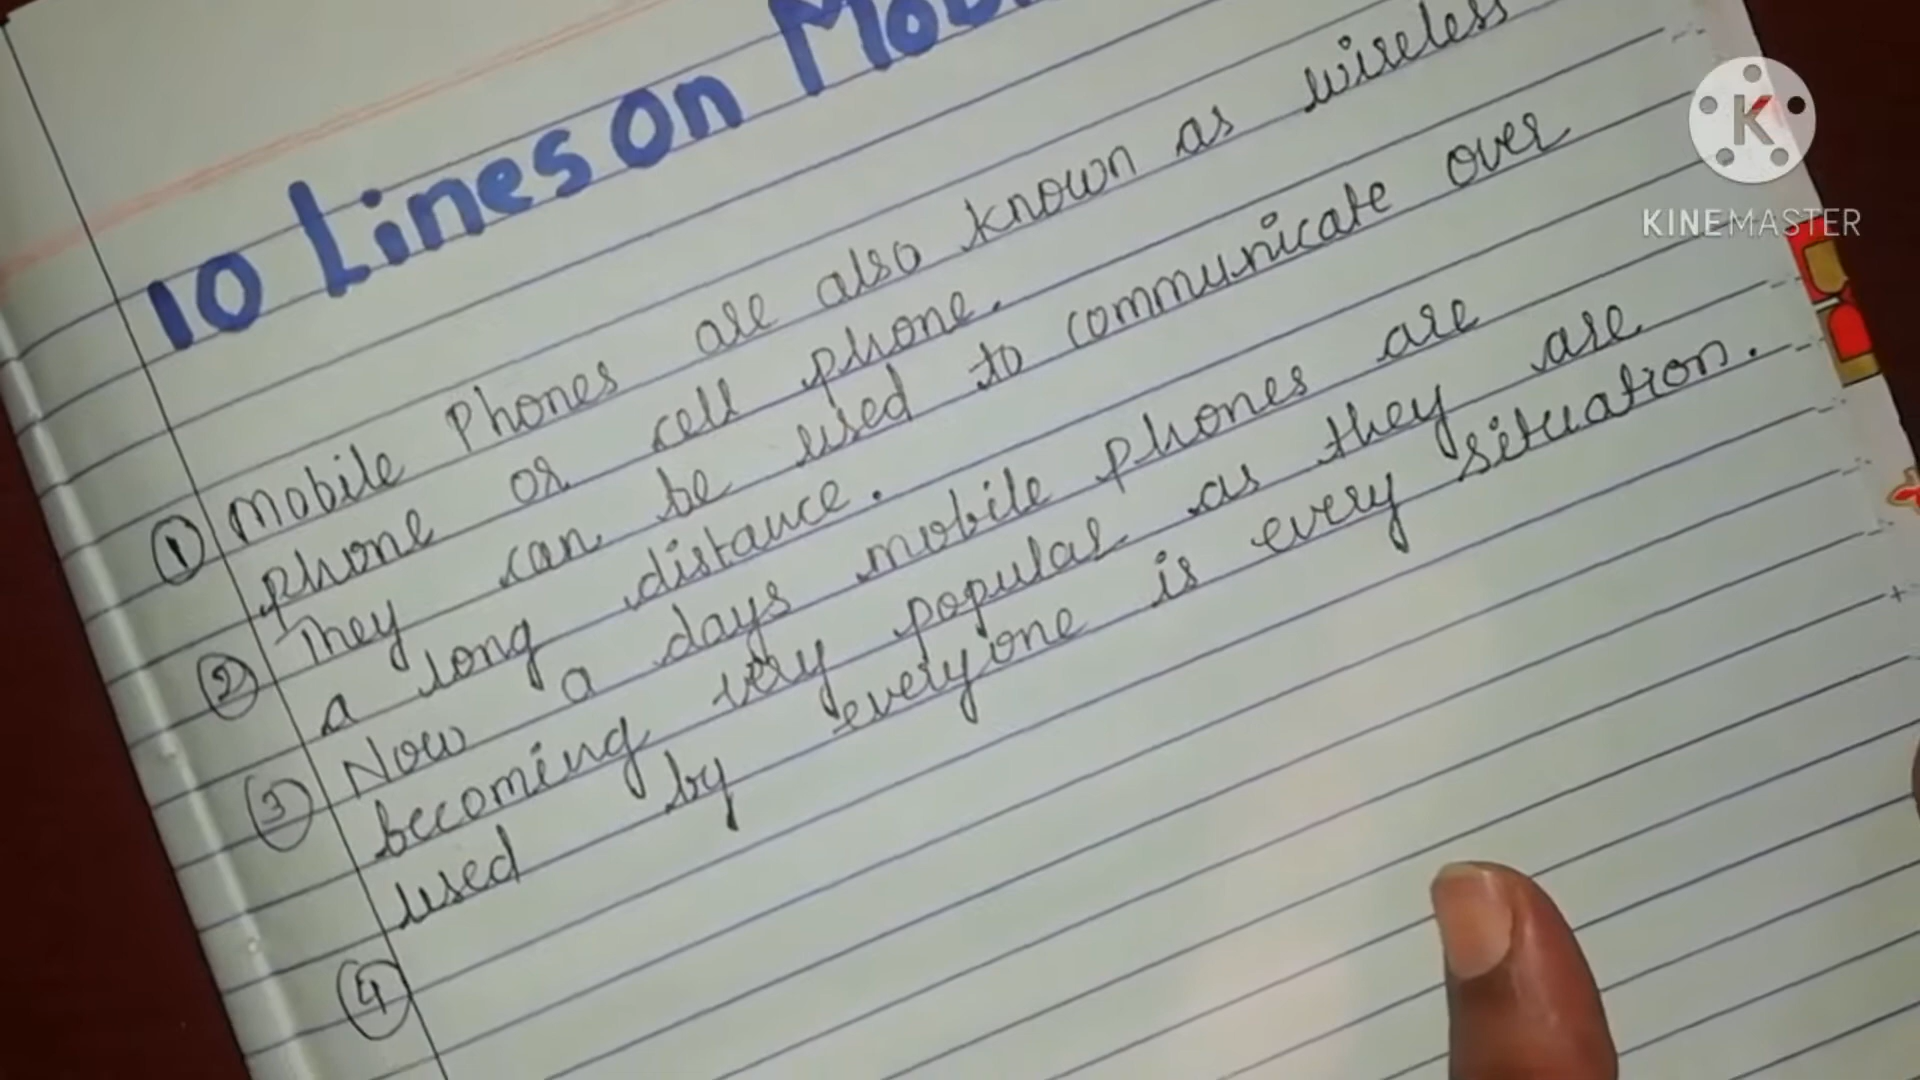 10 Lines On Mobi
① Mobile Phones are also known as wireless
phone or cell phone.
② They can be used to communicate over
a long distance.
③ Now a days mobile phones are
becoming very popular as they are
used by everyone is every situation.
④
K
KINEMASTER